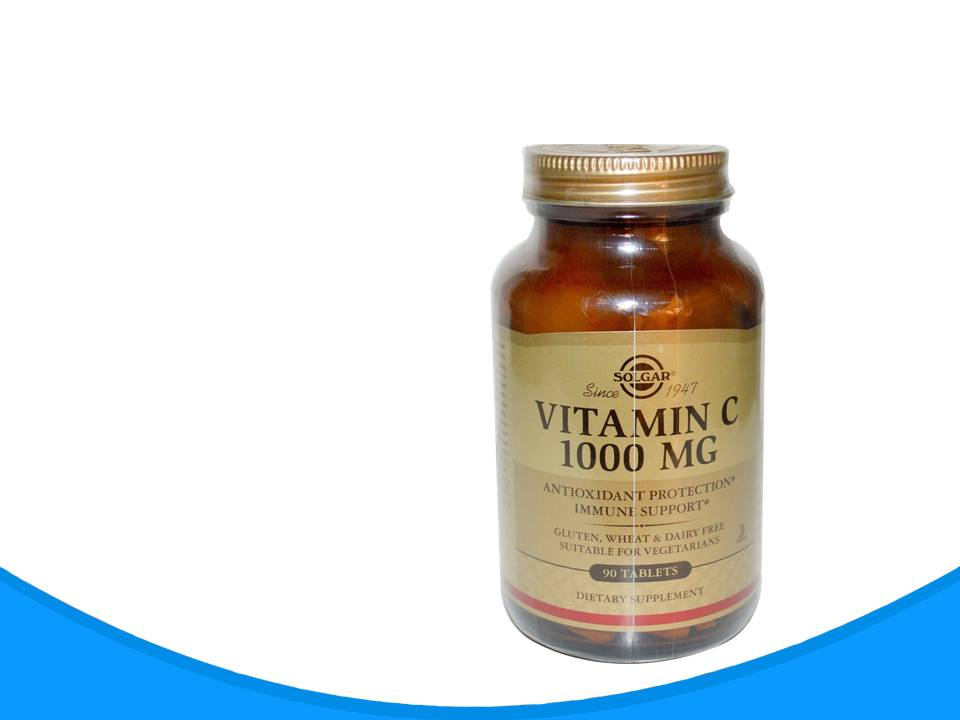 SOLGAR®
Since 1947
VITAMIN C
1000 MG
ANTIOXIDANT PROTECTION*
IMMUNE SUPPORT*
GLUTEN, WHEAT & DAIRY FREE
SUITABLE FOR VEGETARIANS
90 TABLETS
DIETARY SUPPLEMENT